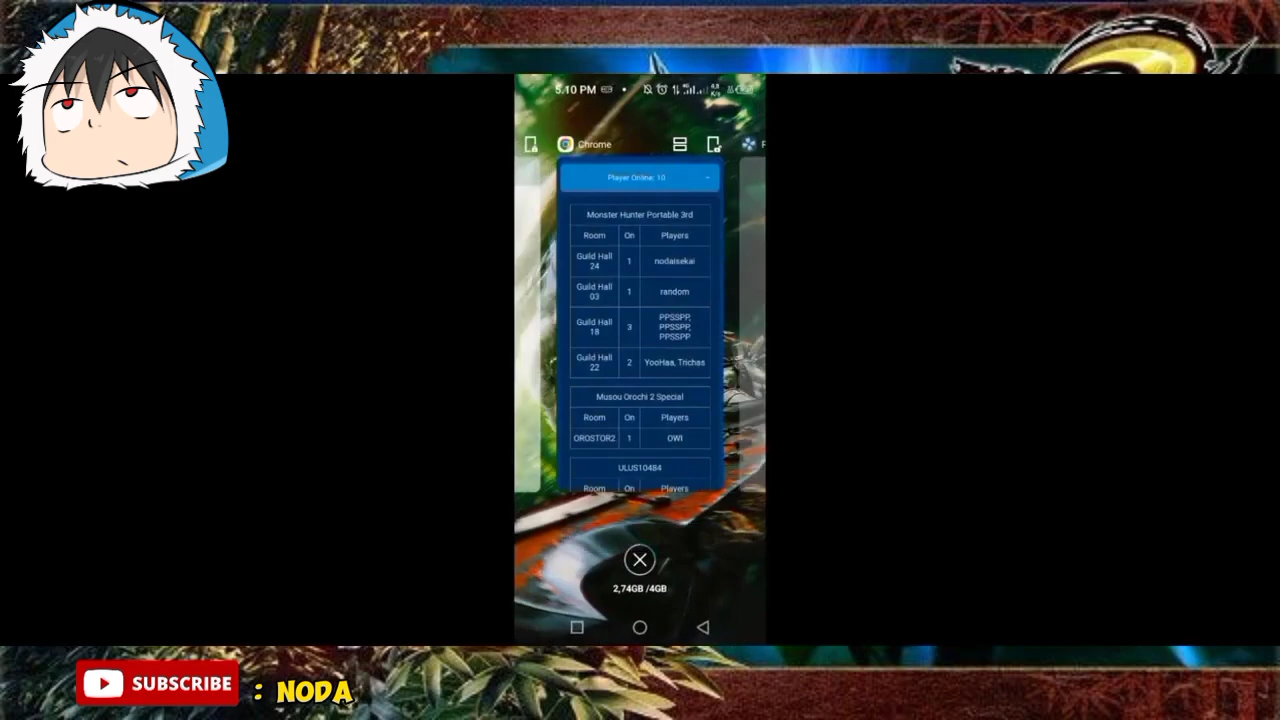 5.10 PM
Chrome
Player Online: 10
Monster Hunter Portable 3rd
Room On Players
Guild Hall 24 1 nodaisekai
Guild Hall 03 1 random
Guild Hall 18 3 PPSSPP, PPSSPP, PPSSPP
Guild Hall 22 2 YooHaa, Trichss
Musou Orochi 2 Special
Room On Players
OROSTOR2 1 OWI
ULUS10484
Room On Players
2,74GB /4GB
SUBSCRIBE : NODA